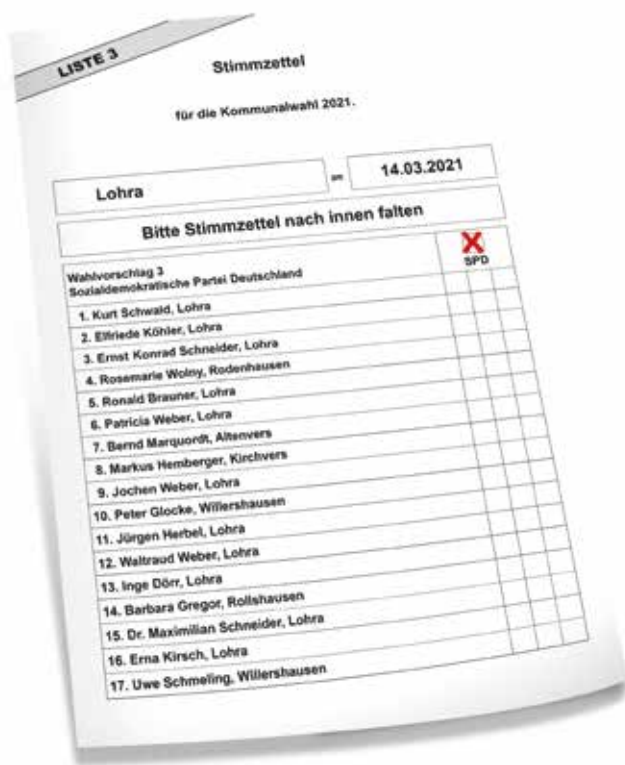 LISTE 3
Stimmzettel
für die Kommunalwahl 2021.
Lohra
am
14.03.2021
Bitte Stimmzettel nach innen falten
Wahlvorschlag 3
Sozialdemokratische Partei Deutschland
SPD
1. Kurt Schwald, Lohra
2. Elfriede Köhler, Lohra
3. Ernst Konrad Schneider, Lohra
4. Rosemarie Wolny, Rodenhausen
5. Ronald Brauner, Lohra
6. Patricia Weber, Lohra
7. Bernd Marquordt, Altenvers
8. Markus Hemberger, Kirchvers
9. Jochen Weber, Lohra
10. Peter Glocke, Willershausen
11. Jürgen Herbel, Lohra
12. Waltraud Weber, Lohra
13. Inge Dörr, Lohra
14. Barbara Gregor, Rollshausen
15. Dr. Maximilian Schneider, Lohra
16. Erna Kirsch, Lohra
17. Uwe Schmeling, Willershausen